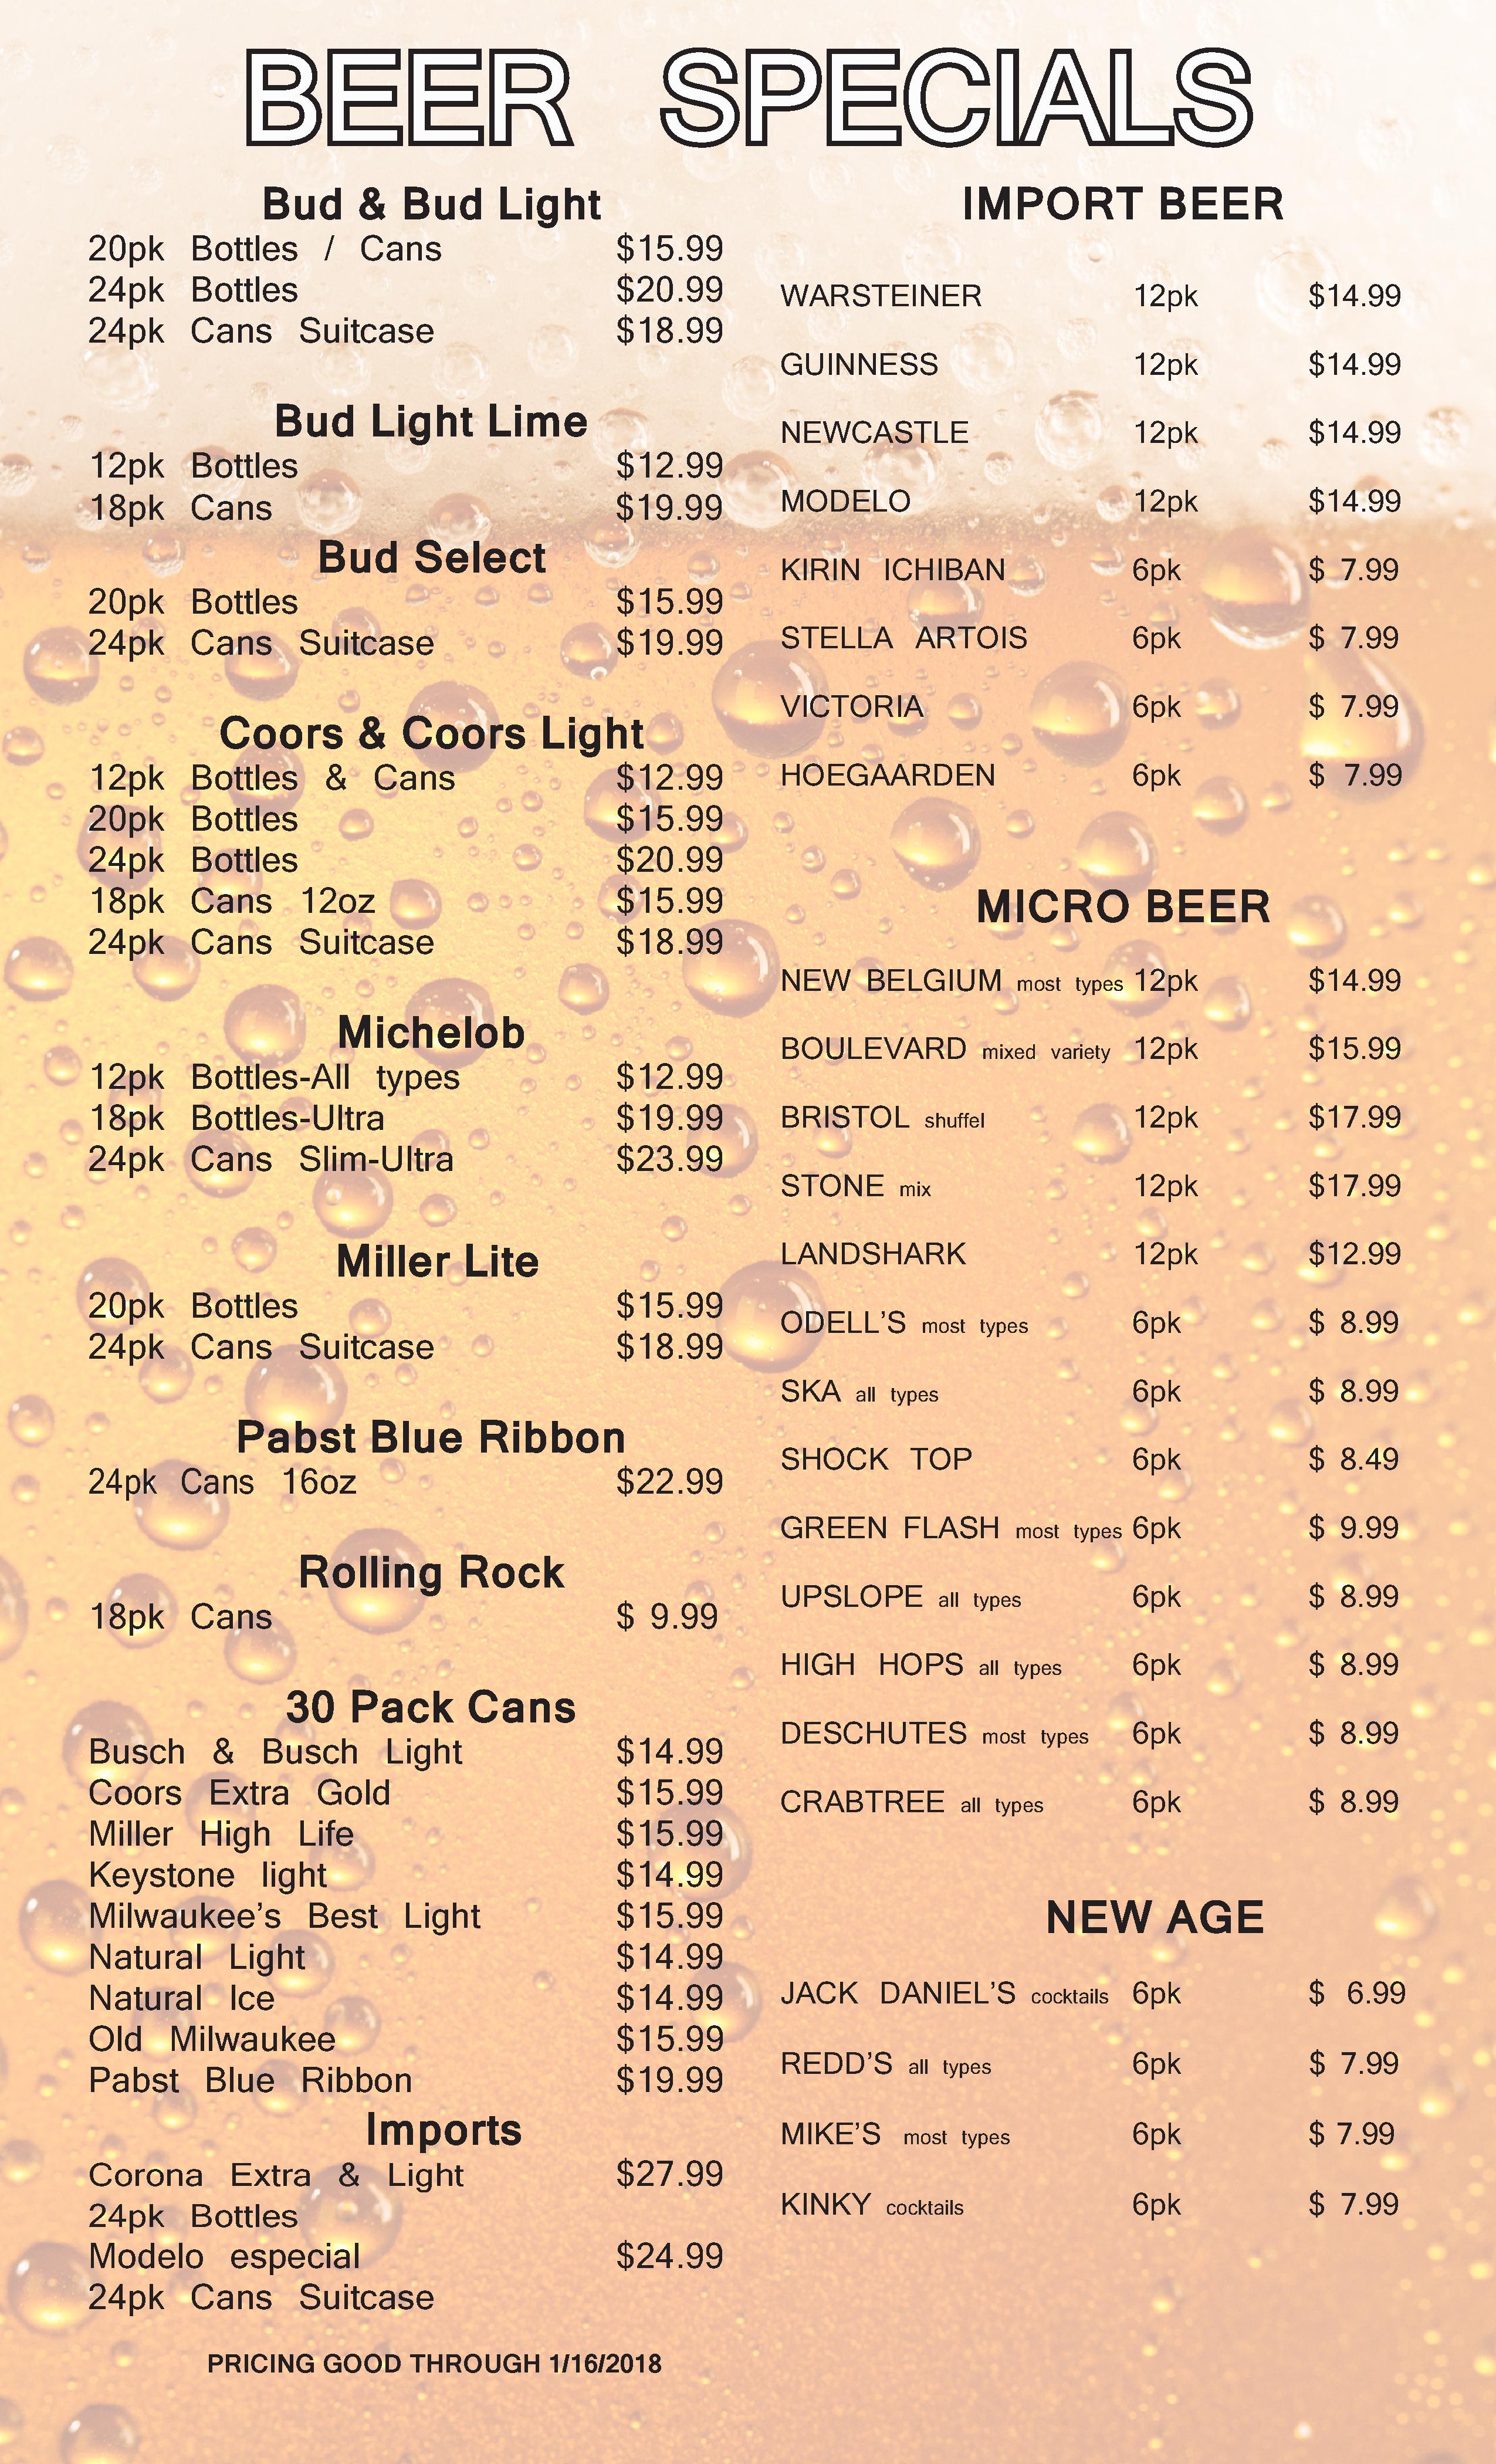 BEER SPECIALS
Bud & Bud Light
20pk Bottles / Cans $15.99
24pk Bottles $20.99
24pk Cans Suitcase $18.99
Bud Light Lime
12pk Bottles $12.99
18pk Cans $19.99
Bud Select
20pk Bottles $15.99
24pk Cans Suitcase $19.99
Coors & Coors Light
12pk Bottles & Cans $12.99
20pk Bottles $15.99
24pk Bottles $20.99
18pk Cans 12oz $15.99
24pk Cans Suitcase $18.99
Michelob
12pk Bottles-All types $12.99
18pk Bottles-Ultra $19.99
24pk Cans Slim-Ultra $23.99
Miller Lite
20pk Bottles $15.99
24pk Cans Suitcase $18.99
Pabst Blue Ribbon
24pk Cans 16oz $22.99
Rolling Rock
18pk Cans $ 9.99
30 Pack Cans
Busch & Busch Light $14.99
Coors Extra Gold $15.99
Miller High Life $15.99
Keystone light $14.99
Milwaukee’s Best Light $15.99
Natural Light $14.99
Natural Ice $14.99
Old Milwaukee $15.99
Pabst Blue Ribbon $19.99
Imports
Corona Extra & Light $27.99
24pk Bottles
Modelo especial $24.99
24pk Cans Suitcase
PRICING GOOD THROUGH 1/16/2018
IMPORT BEER
WARSTEINER 12pk $14.99
GUINNESS 12pk $14.99
NEWCASTLE 12pk $14.99
MODELO 12pk $14.99
KIRIN ICHIBAN 6pk $ 7.99
STELLA ARTOIS 6pk $ 7.99
VICTORIA 6pk $ 7.99
HOEGAARDEN 6pk $ 7.99
MICRO BEER
NEW BELGIUM most types 12pk $14.99
BOULEVARD mixed variety 12pk $15.99
BRISTOL shuffel 12pk $17.99
STONE mix 12pk $17.99
LANDSHARK 12pk $12.99
ODELL’S most types 6pk $ 8.99
SKA all types 6pk $ 8.99
SHOCK TOP 6pk $ 8.49
GREEN FLASH most types 6pk $ 9.99
UPSLOPE all types 6pk $ 8.99
HIGH HOPS all types 6pk $ 8.99
DESCHUTES most types 6pk $ 8.99
CRABTREE all types 6pk $ 8.99
NEW AGE
JACK DANIEL’S cocktails 6pk $ 6.99
REDD’S all types 6pk $ 7.99
MIKE’S most types 6pk $ 7.99
KINKY cocktails 6pk $ 7.99